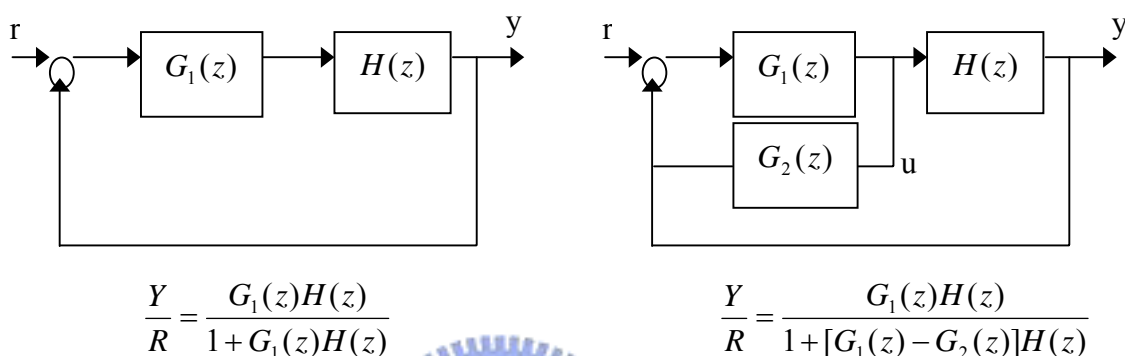 r
G₁(z)
H(z)
y
r
G₁(z)
H(z)
y
G₂(z)
u
Y/R = G₁(z)H(z) / 1 + G₁(z)H(z)
Y/R = G₁(z)H(z) / 1 + [G₁(z) − G₂(z)]H(z)